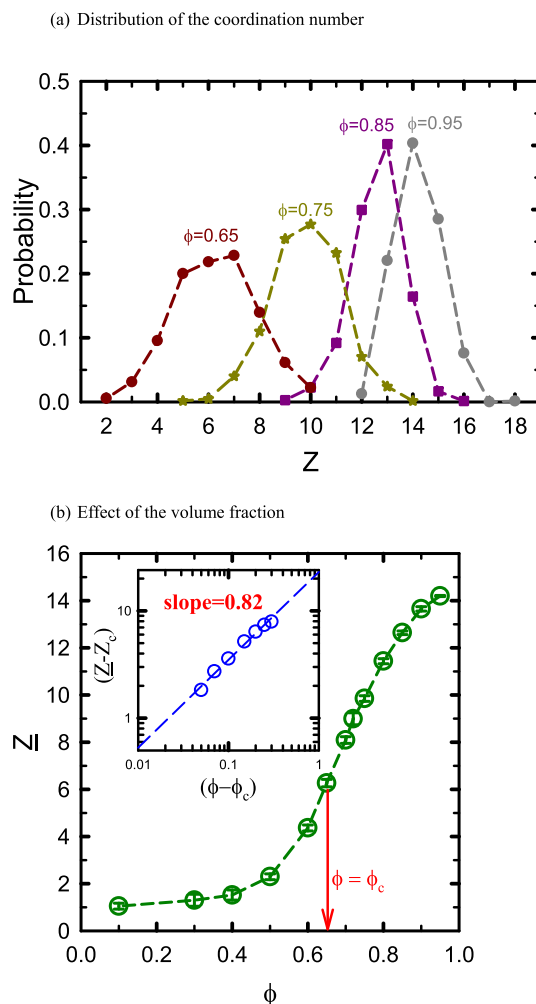 (a) Distribution of the coordination number
0.5
0.4
0.3
0.2
0.1
0.0
Probability
ϕ=0.65
ϕ=0.75
ϕ=0.85
ϕ=0.95
2 4 6 8 10 12 14 16 18
Z
(b) Effect of the volume fraction
16
14
12
10
8
6
4
2
0
Z
slope=0.82
10
1
(Z-Zc)
0.01 0.1 1
(ϕ−ϕc)
ϕ = ϕc
0.0 0.2 0.4 0.6 0.8 1.0
ϕ